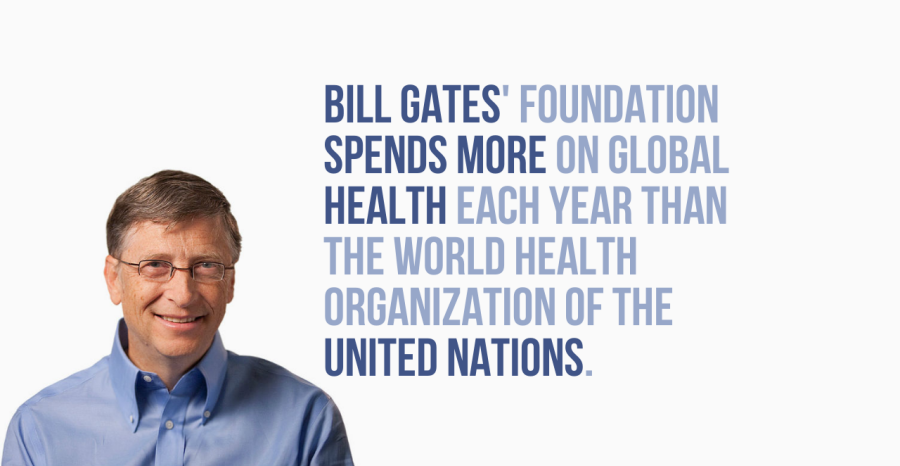 BILL GATES' FOUNDATION
SPENDS MORE ON GLOBAL
HEALTH EACH YEAR THAN
THE WORLD HEALTH
ORGANIZATION OF THE
UNITED NATIONS.